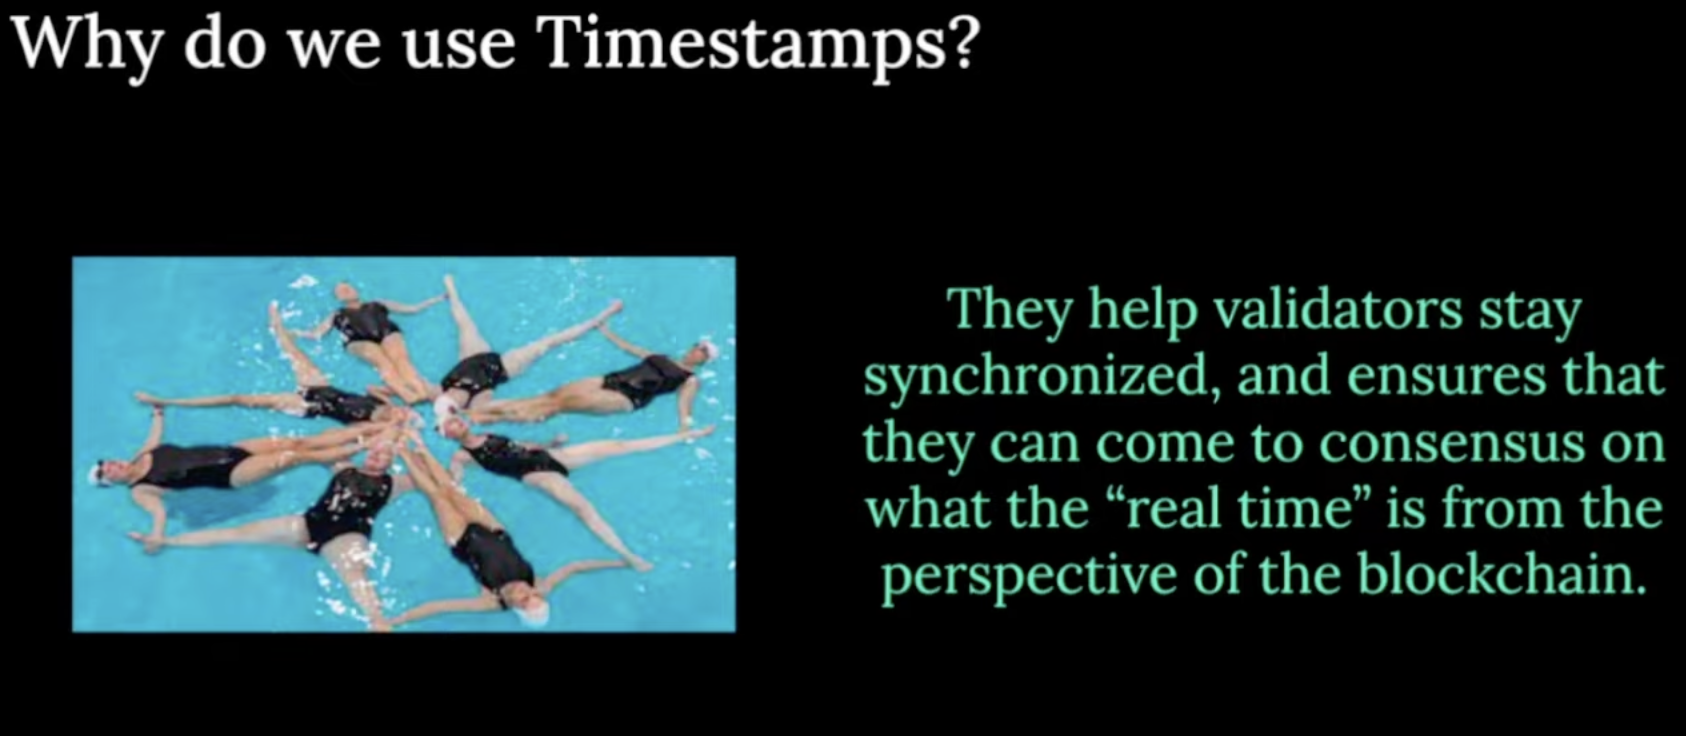 Why do we use Timestamps?
They help validators stay
synchronized, and ensures that
they can come to consensus on
what the “real time” is from the
perspective of the blockchain.